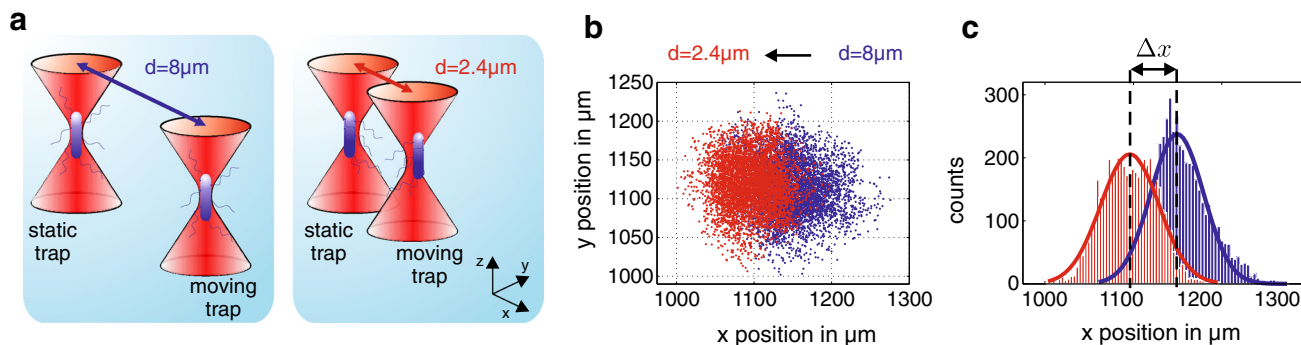 a
d=8µm
static
trap
moving
trap
d=2.4µm
static
trap
moving
trap
z
y
x
b
d=2.4µm
d=8µm
1250
1200
1150
1100
1050
1000
y position in µm
1000
1100
1200
1300
x position in µm
c
Δx
300
200
100
0
counts
1000
1100
1200
1300
x position in µm